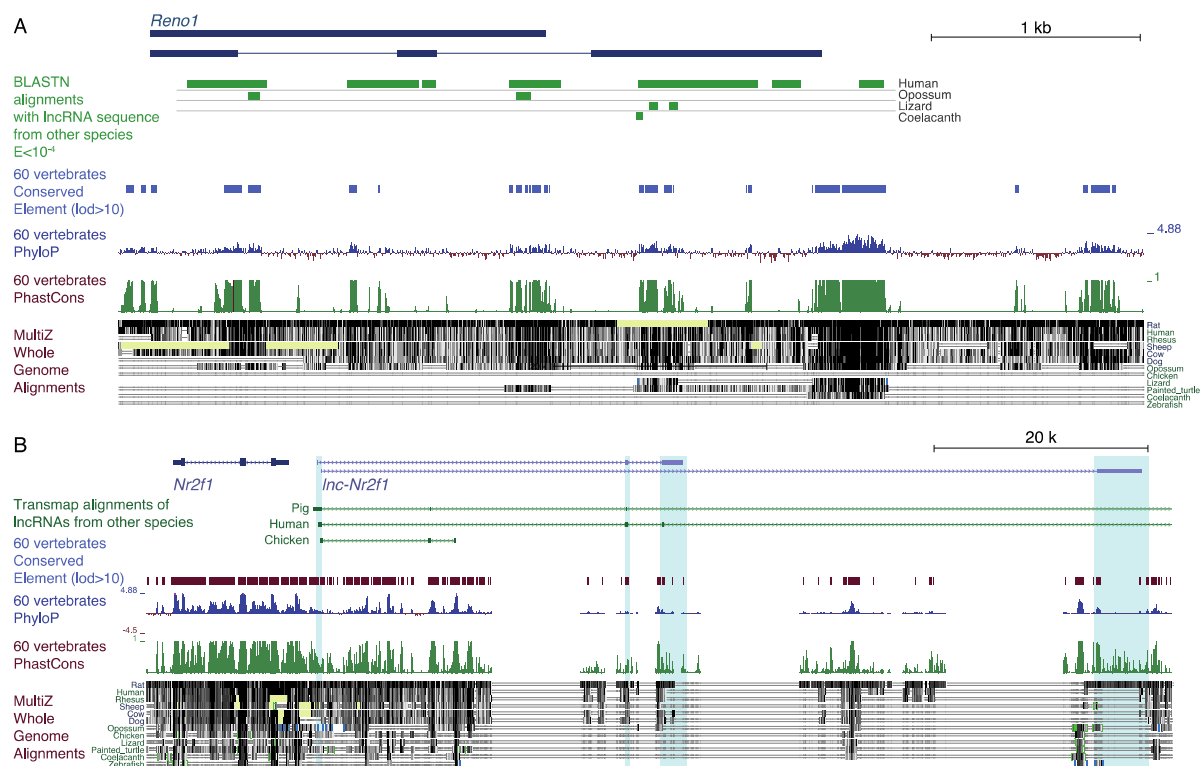 A
Reno1
1 kb
BLASTN
alignments
with lncRNA sequence
from other species
E<10⁻⁴
Human
Opossum
Lizard
Coelacanth
60 vertebrates
Conserved
Element (lod>10)
60 vertebrates
PhyloP
4.88
60 vertebrates
PhastCons
1
MultiZ
Whole
Genome
Alignments
Rat
Human
Rhesus
Sheep
Cow
Dog
Opossum
Chicken
Lizard
Painted_turtle
Coelacanth
Zebrafish
B
20 k
Nr2f1
lnc-Nr2f1
Transmap alignments of
lncRNAs from other species
Pig
Human
Chicken
60 vertebrates
Conserved
Element (lod>10)
60 vertebrates
PhyloP
4.88
-4.5
60 vertebrates
PhastCons
1
MultiZ
Whole
Genome
Alignments
Rat
Human
Rhesus
Sheep
Cow
Dog
Opossum
Chicken
Lizard
Painted_turtle
Coelacanth
Zebrafish